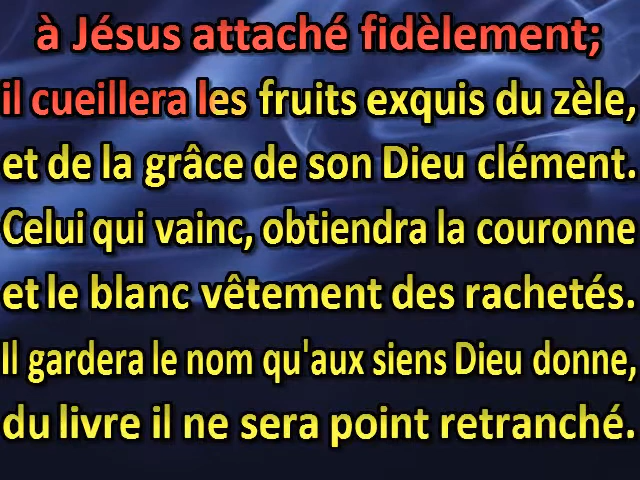 à Jésus attaché fidèlement;
il cueillera les fruits exquis du zèle,
et de la grâce de son Dieu clément.
Celui qui vainc, obtiendra la couronne
et le blanc vêtement des rachetés.
Il gardera le nom qu'aux siens Dieu donne,
du livre il ne sera point retranché.